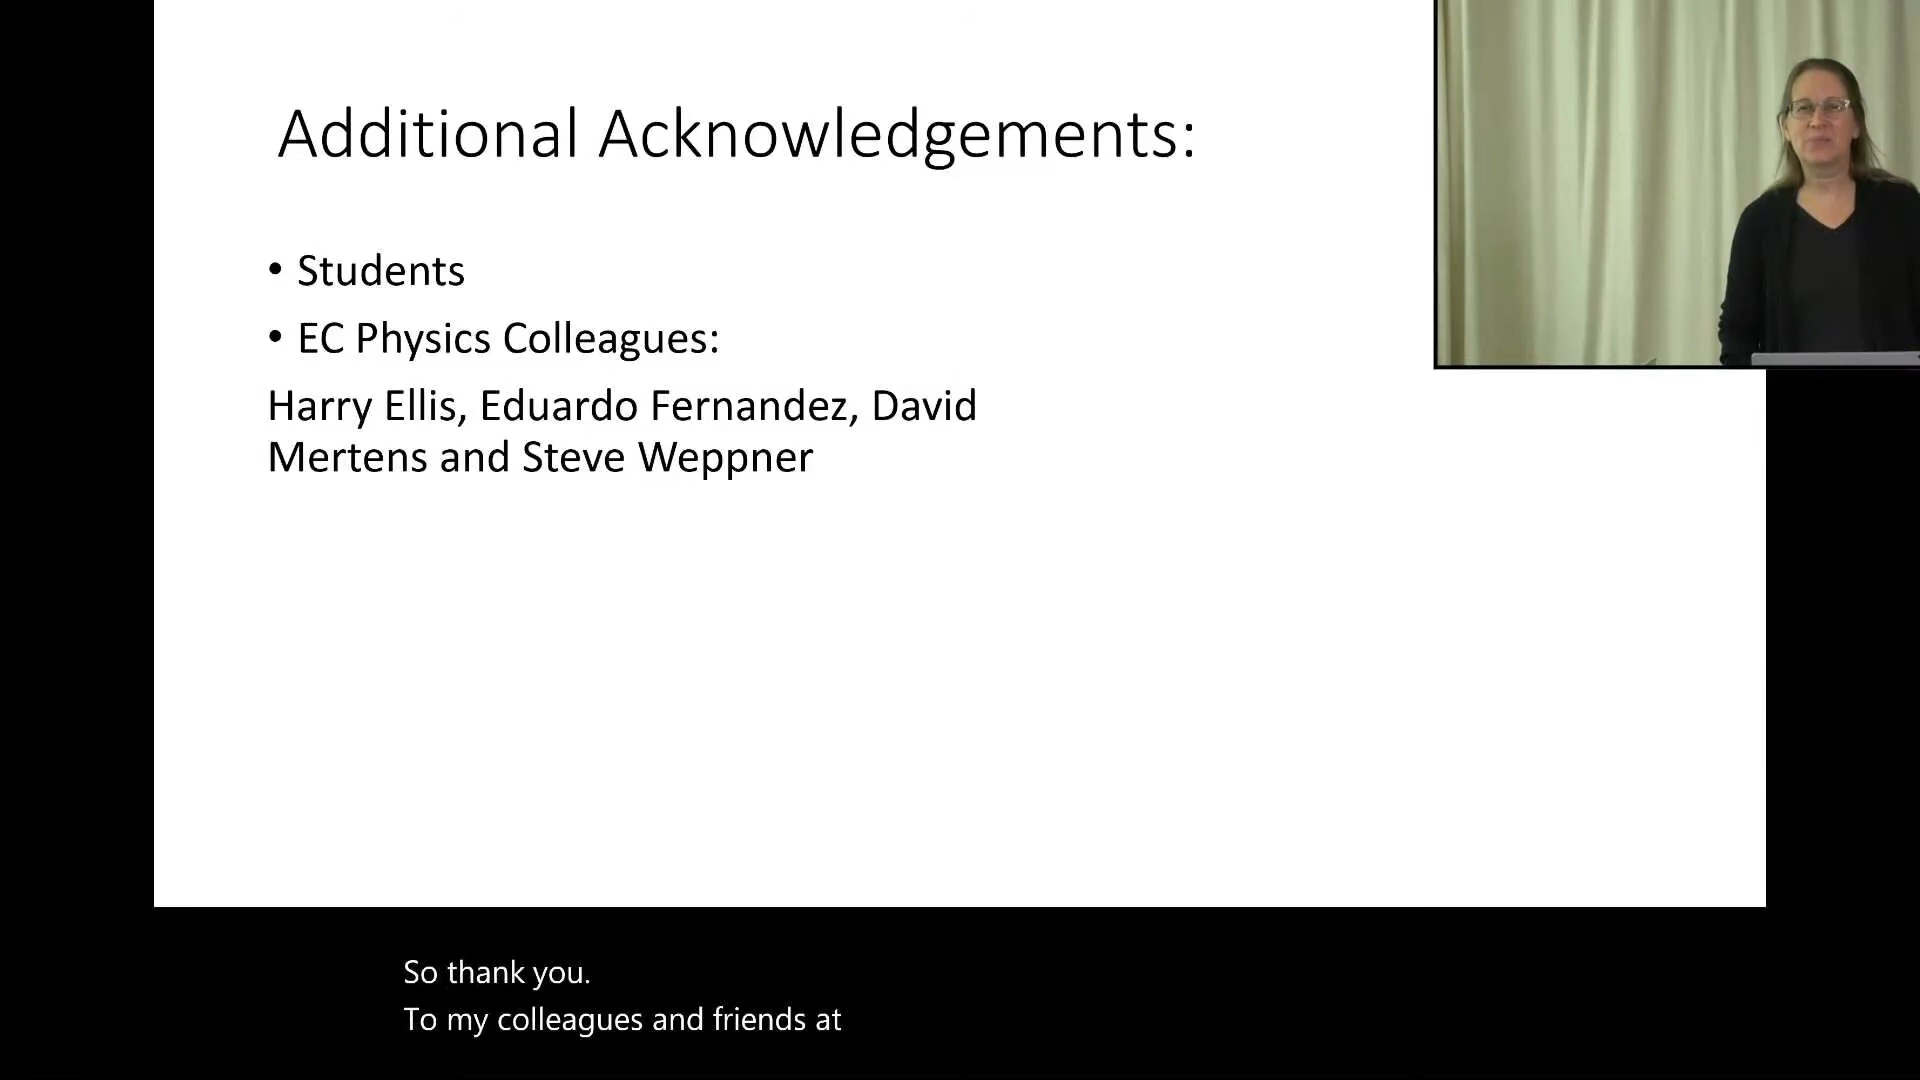 Additional Acknowledgements:
• Students
• EC Physics Colleagues:
Harry Ellis, Eduardo Fernandez, David
Mertens and Steve Weppner
So thank you.
To my colleagues and friends at